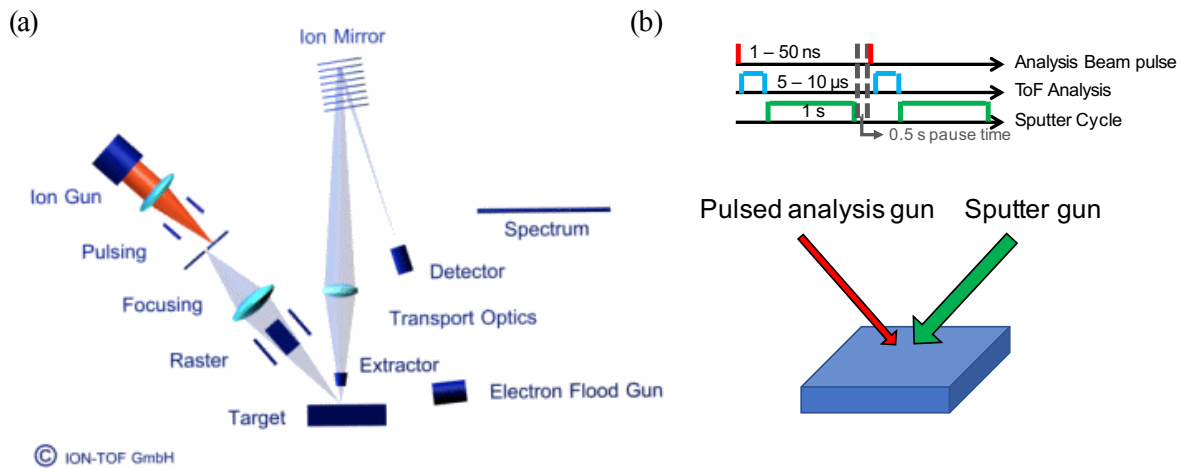 (a)
Ion Mirror
Ion Gun
Pulsing
Focusing
Raster
Target
Spectrum
Detector
Transport Optics
Extractor
Electron Flood Gun
© ION-TOF GmbH
(b)
1 – 50 ns
Analysis Beam pulse
5 – 10 µs
ToF Analysis
1 s
Sputter Cycle
0.5 s pause time
Pulsed analysis gun
Sputter gun